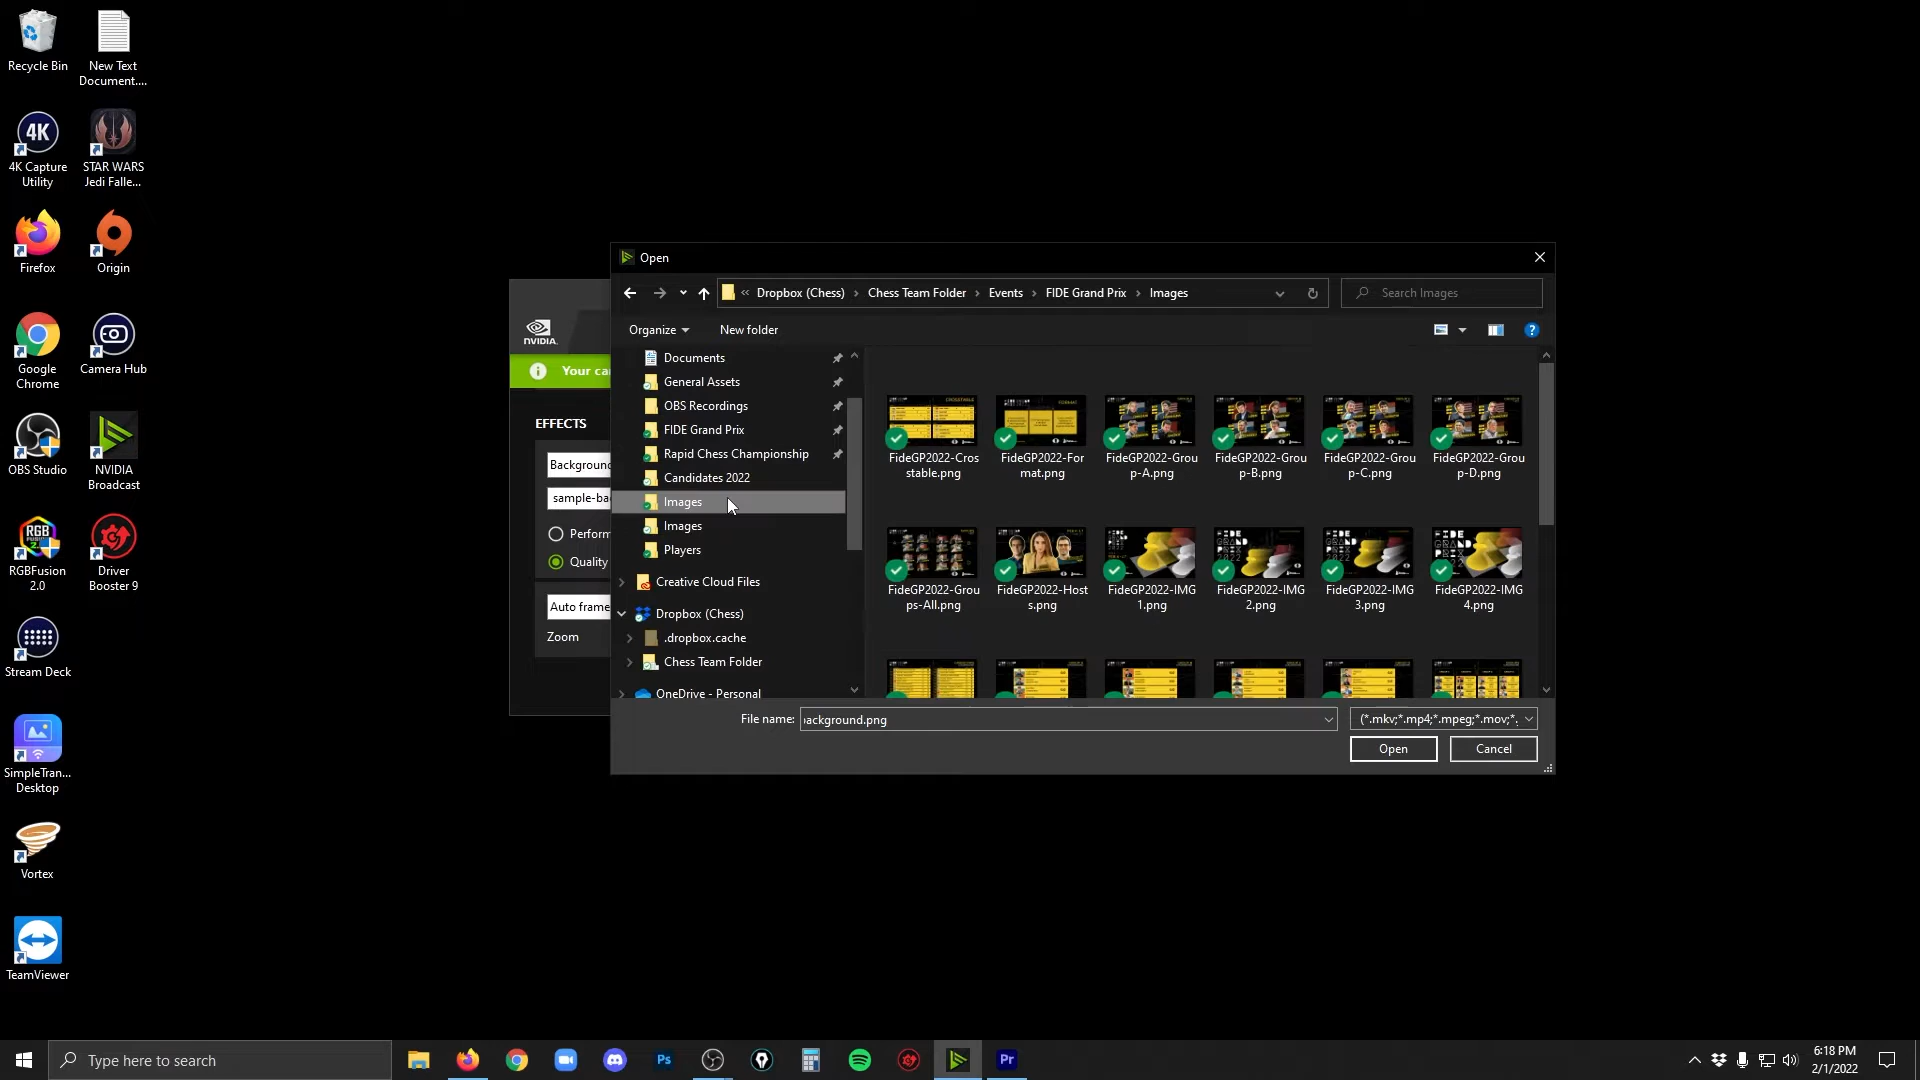 Recycle Bin
New Text
Document....
4K
4K Capture
Utility
STAR WARS
Jedi Falle...
Firefox
Origin
Google
Chrome
Camera Hub
OBS Studio
NVIDIA
Broadcast
RGB
RGBFusion
2.0
Driver
Booster 9
Stream Deck
SimpleTran...
Desktop
Vortex
TeamViewer
NVIDIA.
Your ca
EFFECTS
Background
sample-ba
Perform
Quality
Auto frame
Zoom
Open
« Dropbox (Chess) › Chess Team Folder › Events › FIDE Grand Prix › Images
Search Images
Organize
New folder
Documents
General Assets
OBS Recordings
FIDE Grand Prix
Rapid Chess Championship
Candidates 2022
Images
Images
Players
Creative Cloud Files
Dropbox (Chess)
.dropbox.cache
Chess Team Folder
OneDrive - Personal
FideGP2022-Cros
stable.png
FideGP2022-For
mat.png
FideGP2022-Grou
p-A.png
FideGP2022-Grou
p-B.png
FideGP2022-Grou
p-C.png
FideGP2022-Grou
p-D.png
FideGP2022-Grou
ps-All.png
FideGP2022-Host
s.png
FideGP2022-IMG
1.png
FideGP2022-IMG
2.png
FideGP2022-IMG
3.png
FideGP2022-IMG
4.png
File name:
ackground.png
(*.mkv;*.mp4;*.mpeg;*.mov;*.
Open
Cancel
Type here to search
Ps
Pr
6:18 PM
2/1/2022